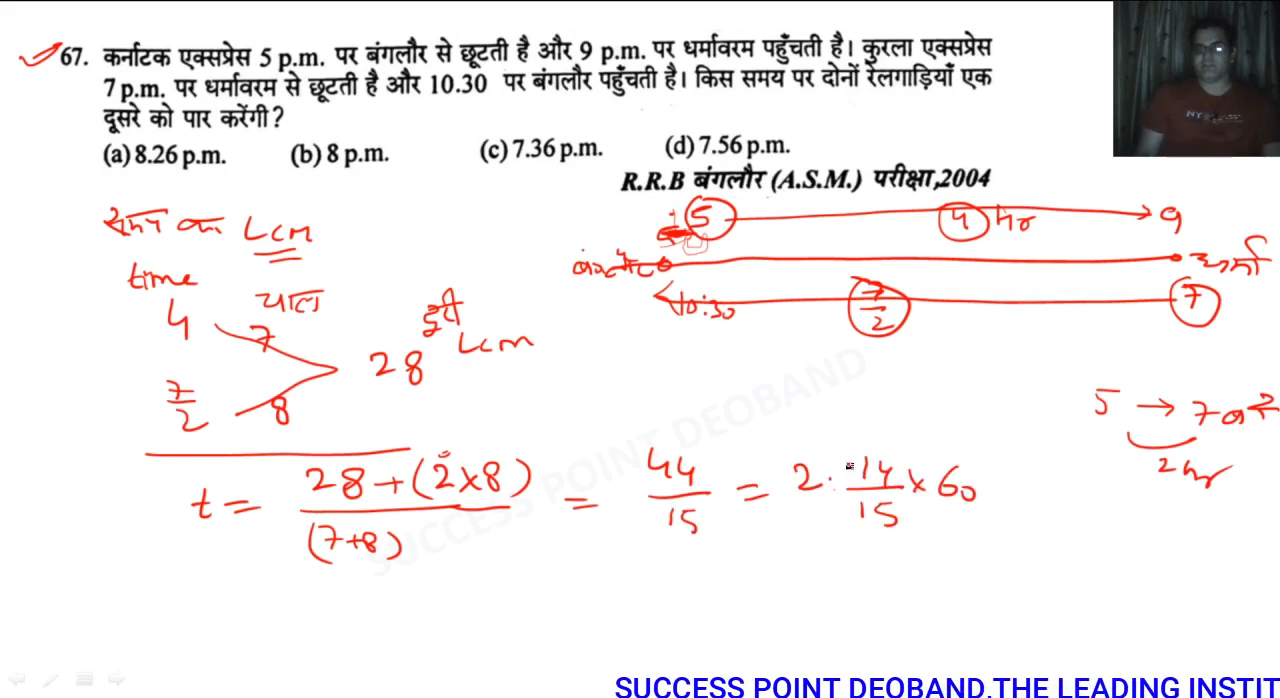 67. कर्नाटक एक्सप्रेस 5 p.m. पर बंगलौर से छूटती है और 9 p.m. पर धर्मावरम पहुँचती है। कुरला एक्सप्रेस
7 p.m. पर धर्मावरम से छूटती है और 10.30 पर बंगलौर पहुँचती है। किस समय पर दोनों रेलगाड़ियाँ एक
दूसरे को पार करेंगी?
(a) 8.26 p.m. (b) 8 p.m. (c) 7.36 p.m. (d) 7.56 p.m.
R.R.B बंगलौर (A.S.M.) परीक्षा,2004
समय का LCM
5 4 hr 9
10:30 7/2 7
time चाल
4 7
28 दूरी LCM
7/2 8
5 → 7 बजे
2 hr
t = 28+(2×8) / (7+8) = 44/15 = 2. 14/15 × 60
SUCCESS POINT DEOBAND
SUCCESS POINT DEOBAND,THE LEADING INSTIT